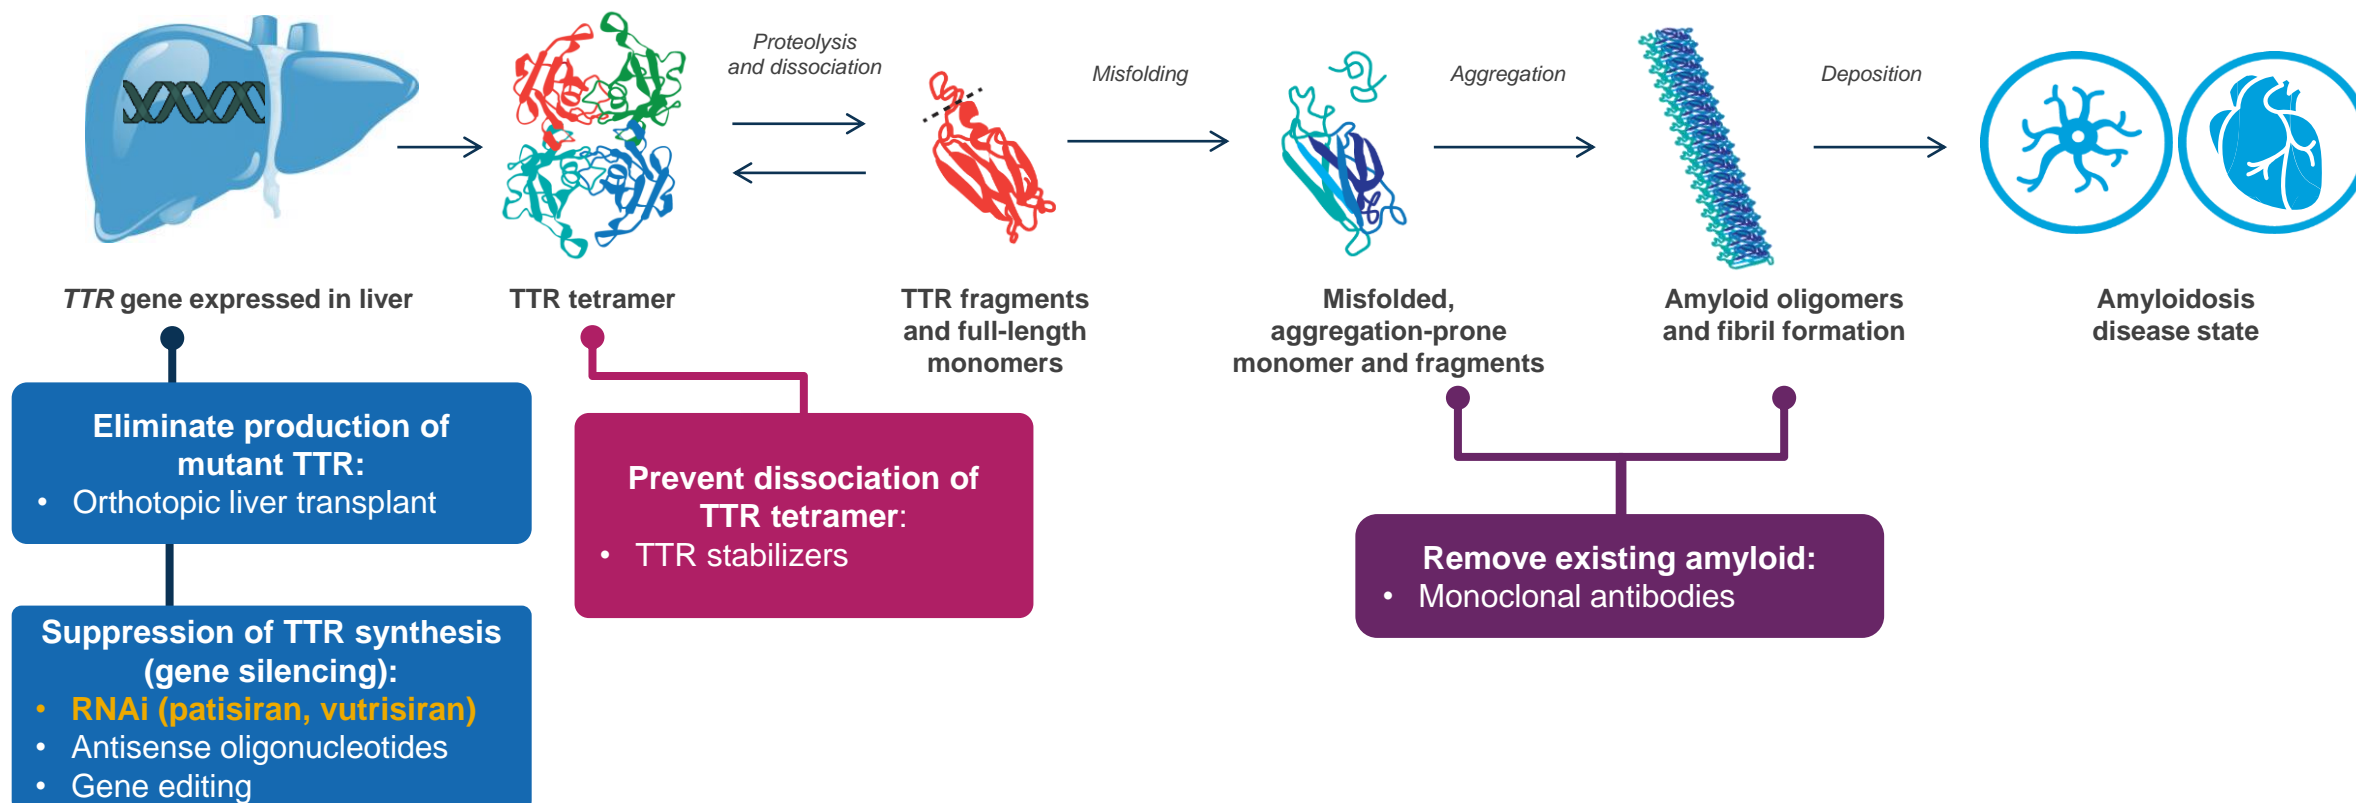 Proteolysis
and dissociation
Misfolding
Aggregation
Deposition
TTR gene expressed in liver
TTR tetramer
TTR fragments
and full-length
monomers
Misfolded,
aggregation-prone
monomer and fragments
Amyloid oligomers
and fibril formation
Amyloidosis
disease state
Eliminate production of
mutant TTR:
• Orthotopic liver transplant
Suppression of TTR synthesis
(gene silencing):
• RNAi (patisiran, vutrisiran)
• Antisense oligonucleotides
• Gene editing
Prevent dissociation of
TTR tetramer:
• TTR stabilizers
Remove existing amyloid:
• Monoclonal antibodies